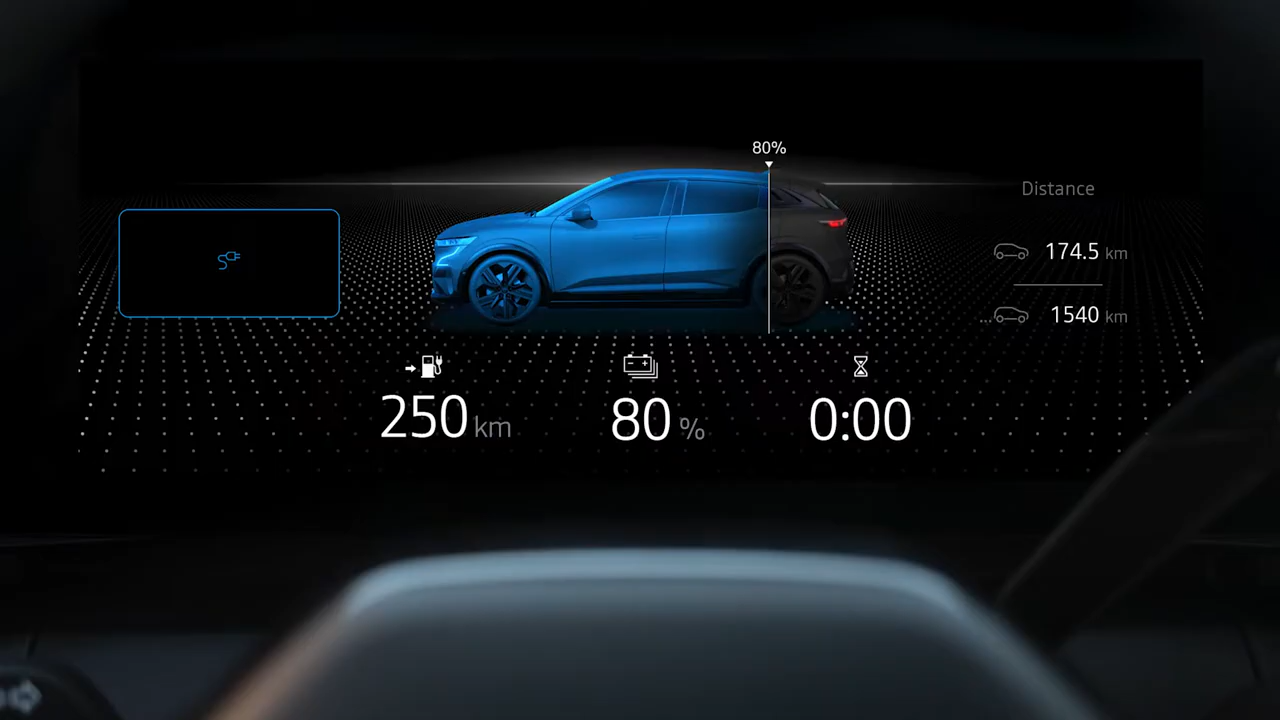 80%
Distance
174.5 km
...1540 km
250 km
80 %
0:00